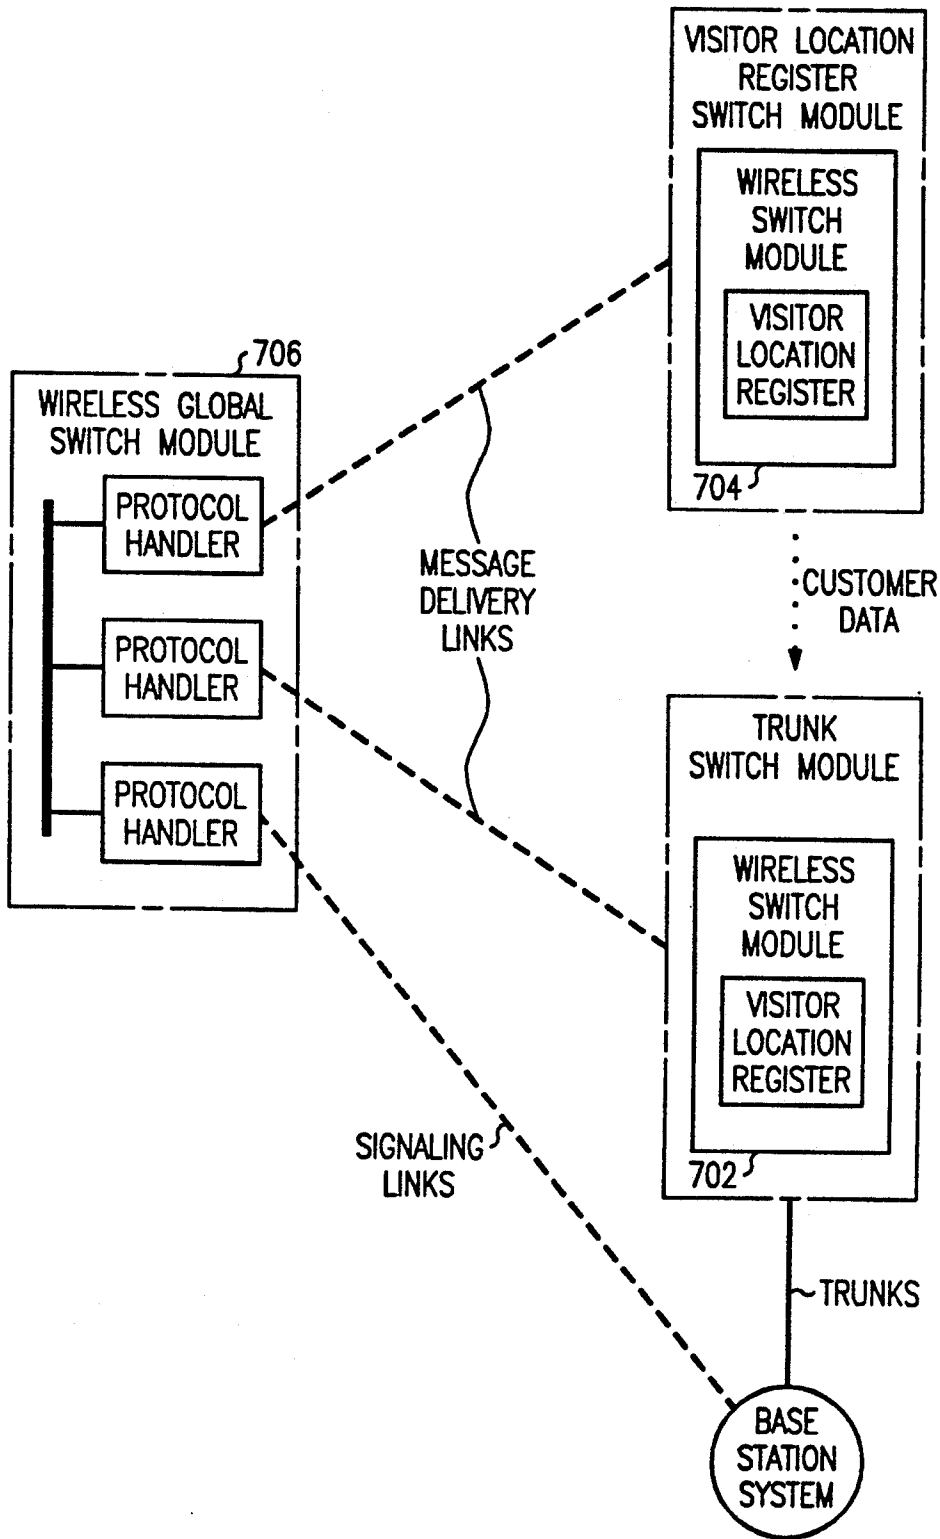 VISITOR LOCATION
REGISTER
SWITCH MODULE
WIRELESS
SWITCH
MODULE
VISITOR
LOCATION
REGISTER
704
706
WIRELESS GLOBAL
SWITCH MODULE
PROTOCOL
HANDLER
PROTOCOL
HANDLER
PROTOCOL
HANDLER
MESSAGE
DELIVERY
LINKS
CUSTOMER
DATA
TRUNK
SWITCH MODULE
WIRELESS
SWITCH
MODULE
VISITOR
LOCATION
REGISTER
702
SIGNALING
LINKS
TRUNKS
BASE
STATION
SYSTEM